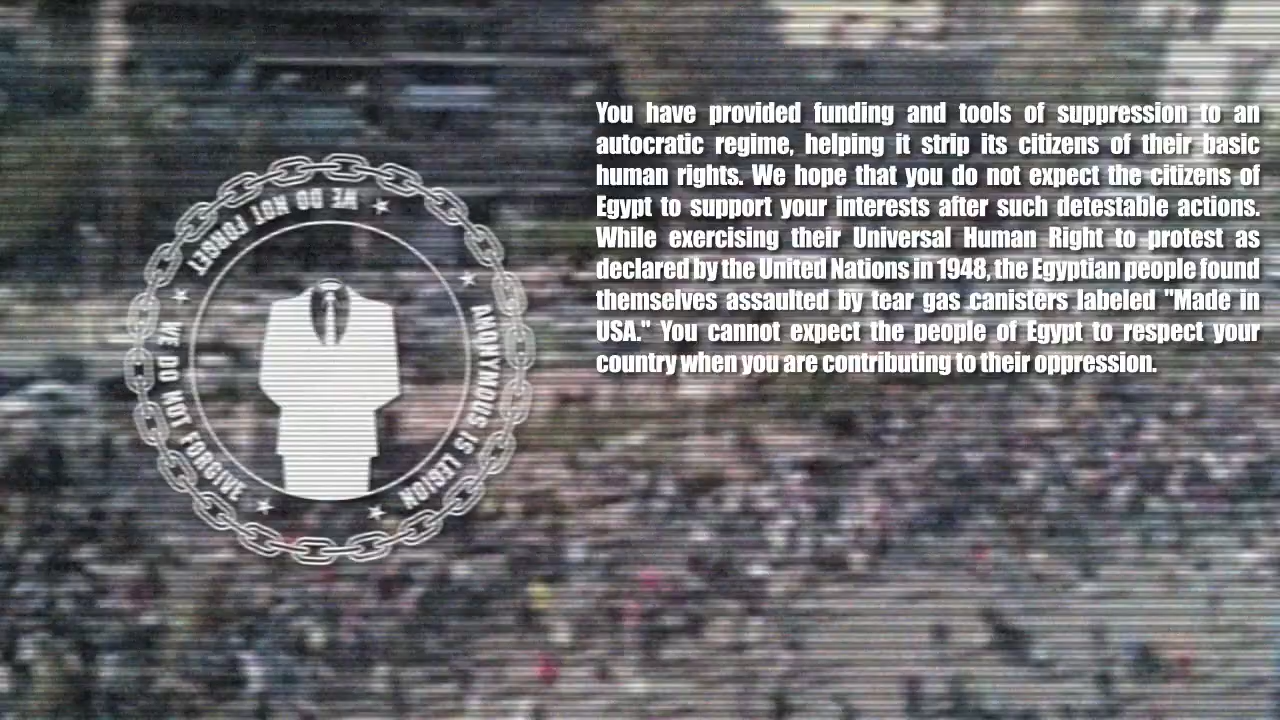 You have provided funding and tools of suppression to an
autocratic regime, helping it strip its citizens of their basic
human rights. We hope that you do not expect the citizens of
Egypt to support your interests after such detestable actions.
While exercising their Universal Human Right to protest as
declared by the United Nations in 1948, the Egyptian people found
themselves assaulted by tear gas canisters labeled "Made in
USA." You cannot expect the people of Egypt to respect your
country when you are contributing to their oppression.
ANONYMOUS IS LEGION
WE DO NOT FORGIVE
WE DO NOT FORGET